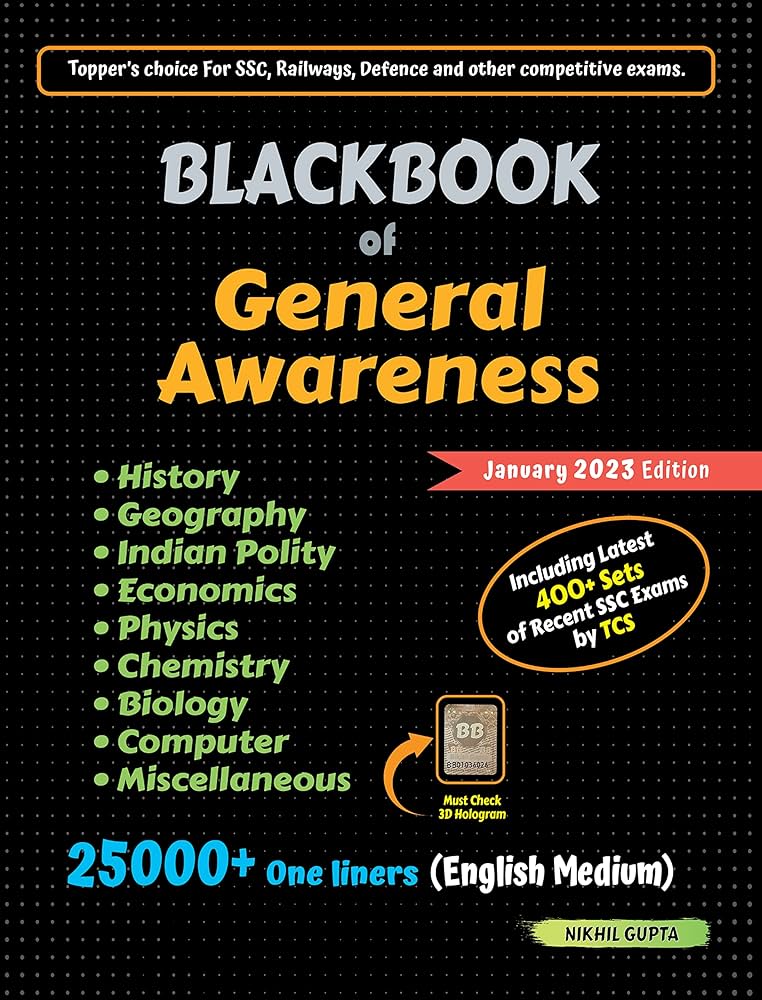 Topper's choice For SSC, Railways, Defence and other competitive exams.
BLACKBOOK
of
General
Awareness
January 2023 Edition
• History
• Geography
• Indian Polity
• Economics
• Physics
• Chemistry
• Biology
• Computer
• Miscellaneous
Including Latest
400+ Sets
of Recent SSC Exams
by TCS
BB
BB01036026
Must Check
3D Hologram
25000+ One liners (English Medium)
NIKHIL GUPTA